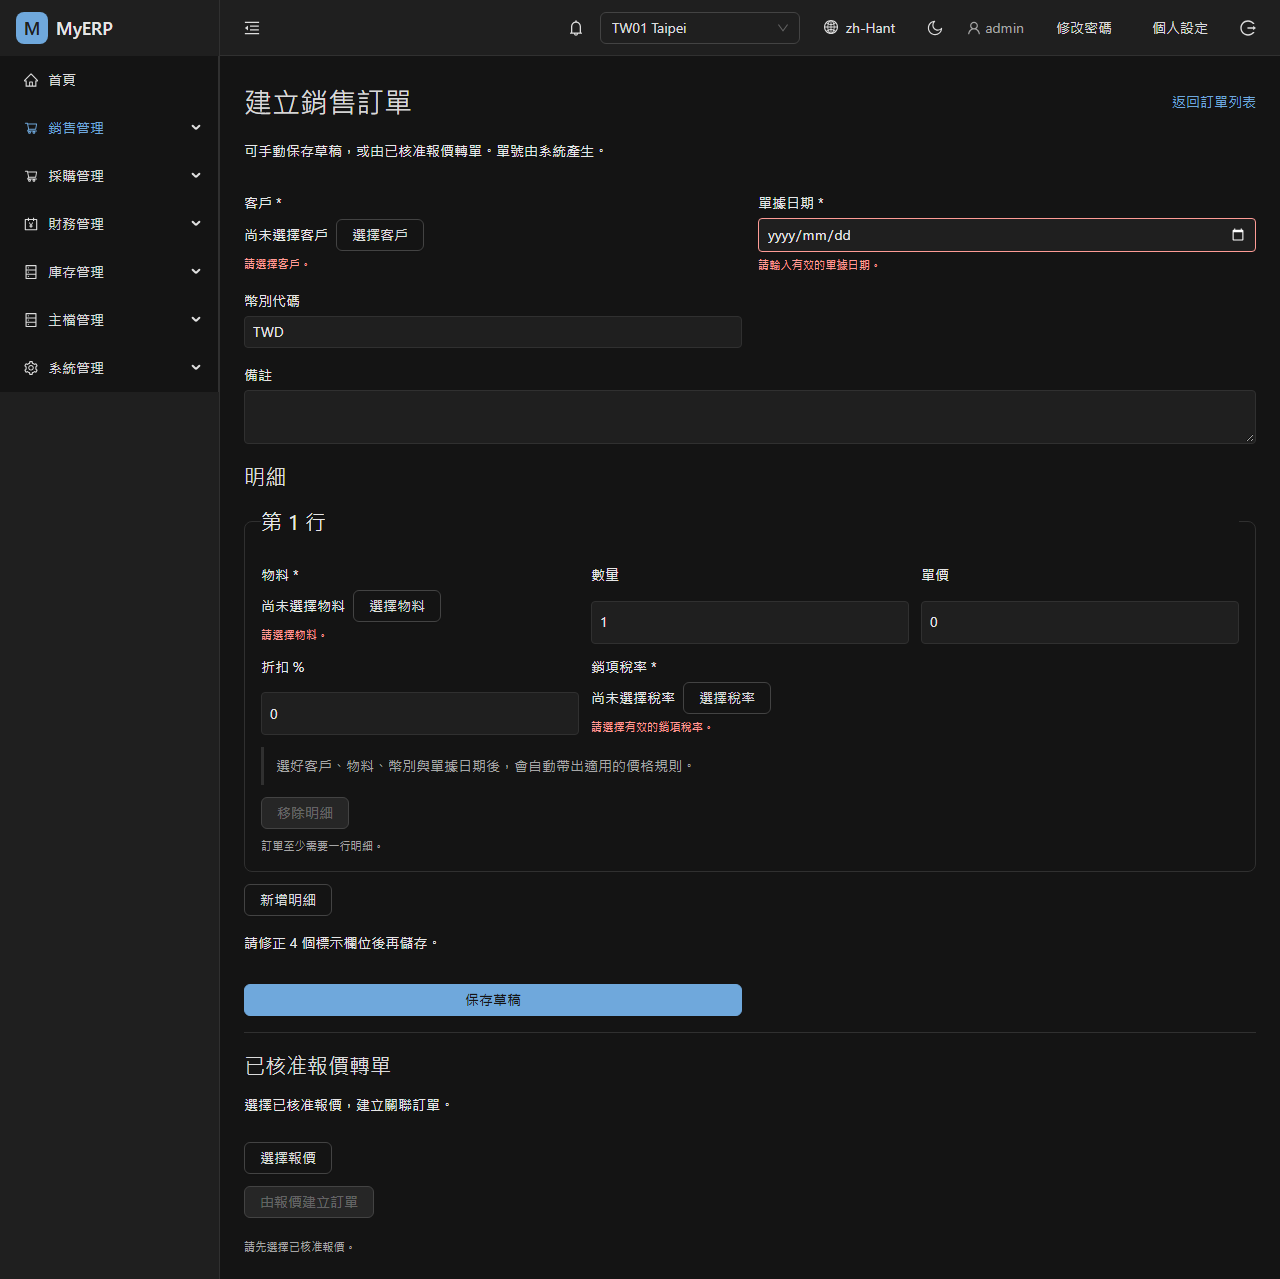 M MyERP
TW01 Taipei
zh-Hant
admin
修改密碼
個人設定
首頁
銷售管理
採購管理
財務管理
庫存管理
主檔管理
系統管理
建立銷售訂單
返回訂單列表
可手動保存草稿，或由已核准報價轉單。單號由系統產生。
客戶 *
尚未選擇客戶 選擇客戶
請選擇客戶。
單據日期 *
yyyy/mm/dd
請輸入有效的單據日期。
幣別代碼
TWD
備註
明細
第 1 行
物料 *
尚未選擇物料 選擇物料
請選擇物料。
數量
1
單價
0
折扣 %
0
銷項稅率 *
尚未選擇稅率 選擇稅率
請選擇有效的銷項稅率。
選好客戶、物料、幣別與單據日期後，會自動帶出適用的價格規則。
移除明細
訂單至少需要一行明細。
新增明細
請修正 4 個標示欄位後再儲存。
保存草稿
已核准報價轉單
選擇已核准報價，建立關聯訂單。
選擇報價
由報價建立訂單
請先選擇已核准報價。